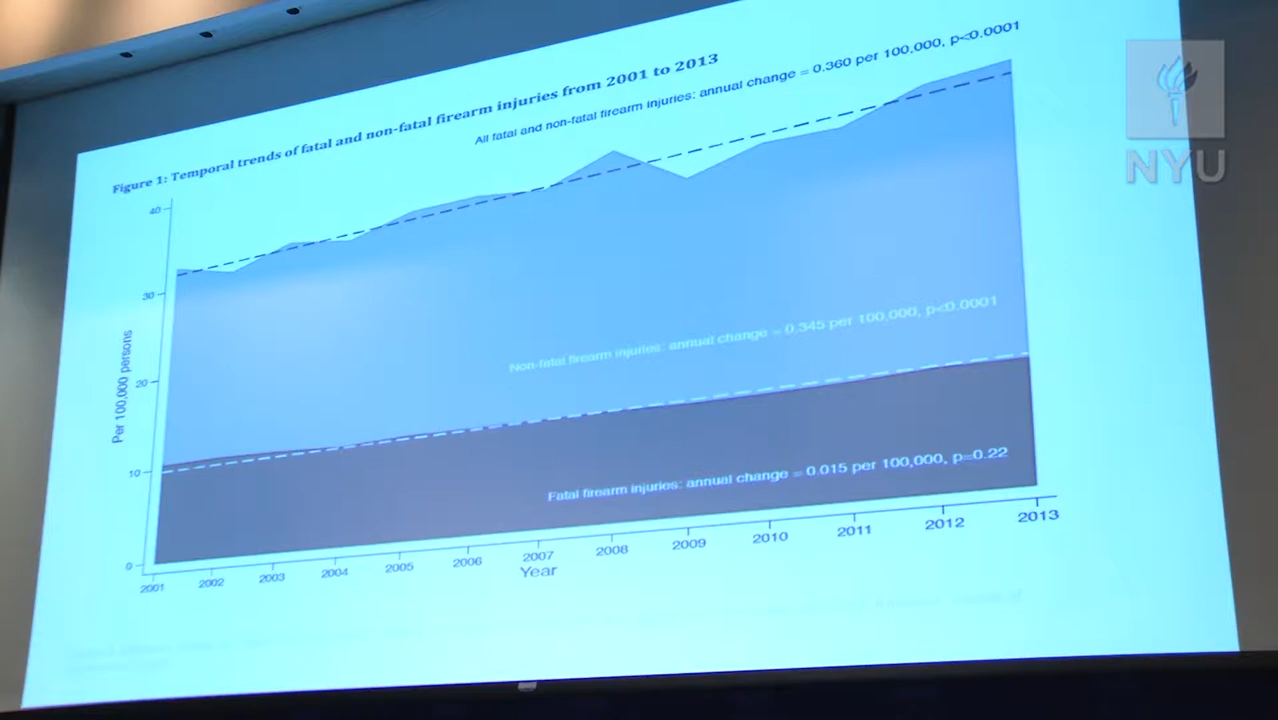 Figure 1: Temporal trends of fatal and non-fatal firearm injuries from 2001 to 2013
All fatal and non-fatal firearm injuries: annual change = 0.360 per 100,000, p<0.0001
NYU
40
30
20
10
0
Per 100,000 persons
Non-fatal firearm injuries: annual change = 0.345 per 100,000, p<0.0001
Fatal firearm injuries: annual change = 0.015 per 100,000, p=0.22
2001 2002 2003 2004 2005 2006 2007 2008 2009 2010 2011 2012 2013
Year